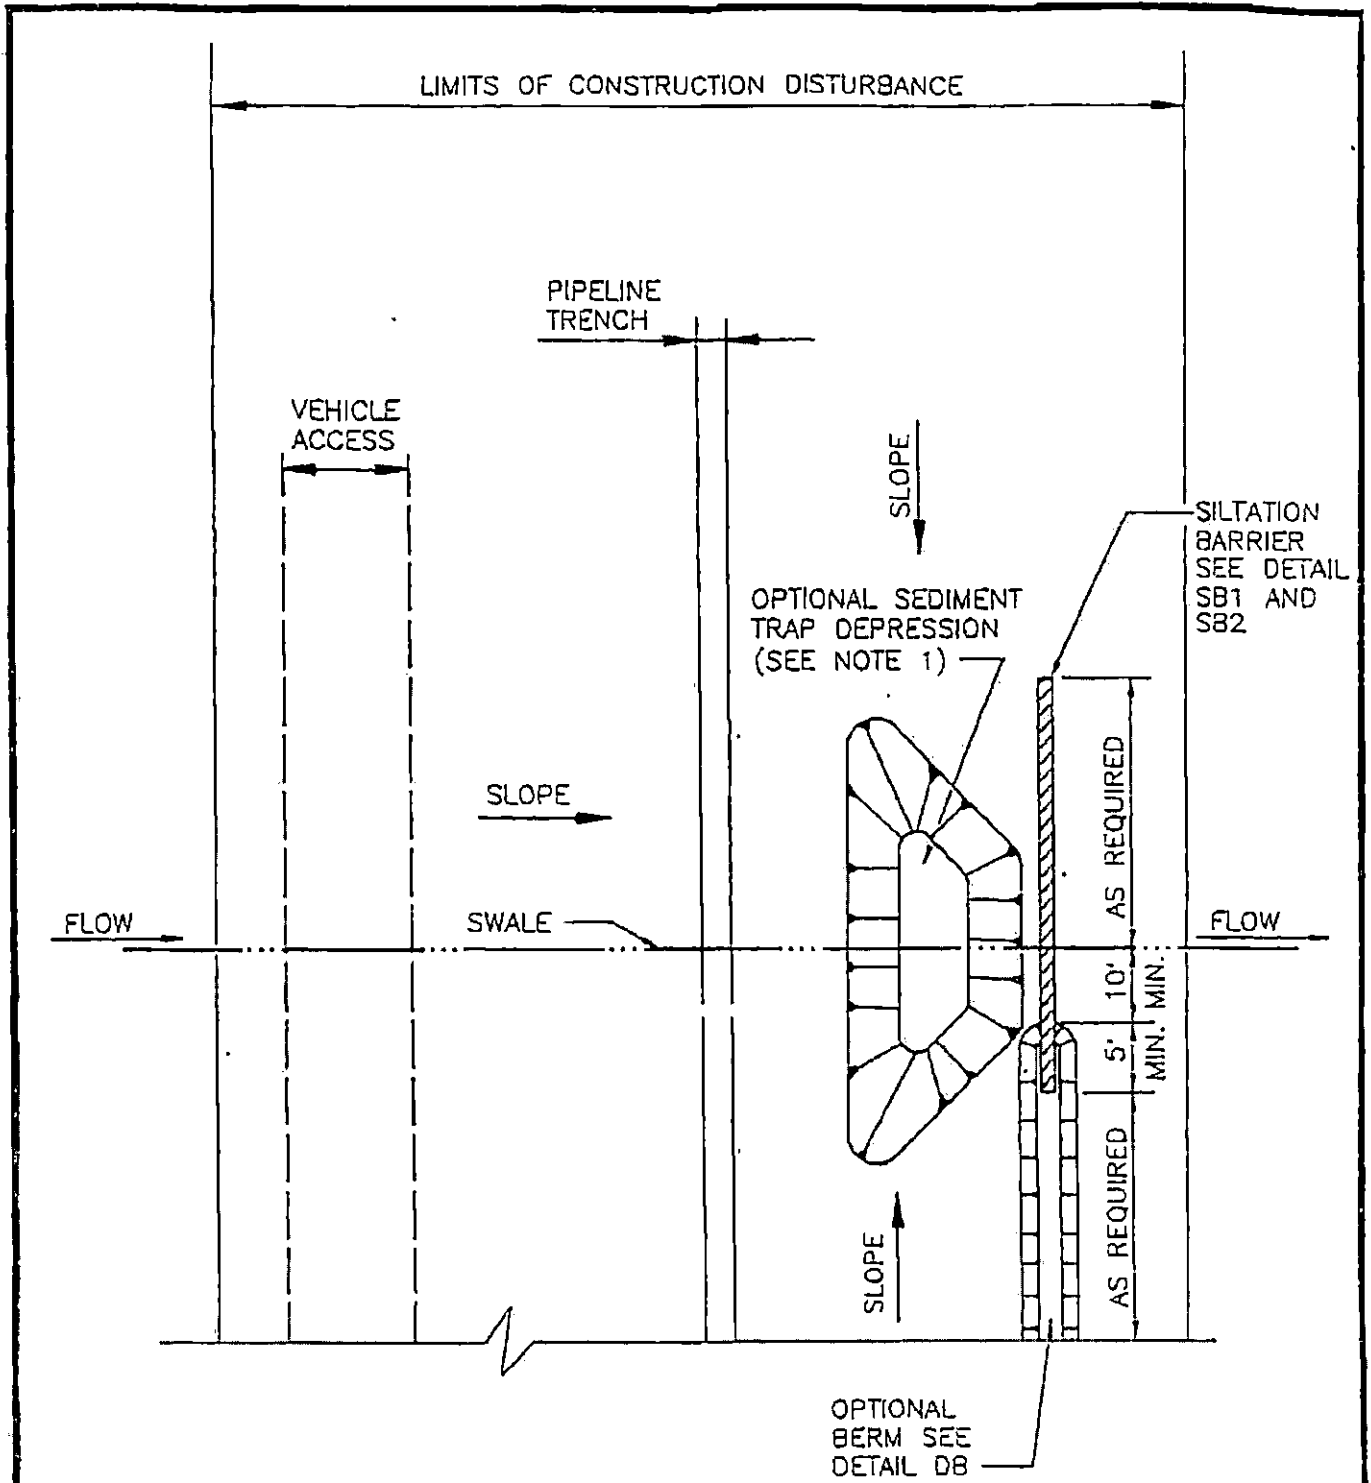 LIMITS OF CONSTRUCTION DISTURBANCE
PIPELINE
TRENCH
VEHICLE
ACCESS
SLOPE
SILTATION
BARRIER
SEE DETAIL
SB1 AND
SB2
OPTIONAL SEDIMENT
TRAP DEPRESSION
(SEE NOTE 1)
AS REQUIRED
SLOPE
FLOW
SWALE
FLOW
10'
MIN.
5'
MIN.
AS REQUIRED
SLOPE
OPTIONAL
BERM SEE
DETAIL DB